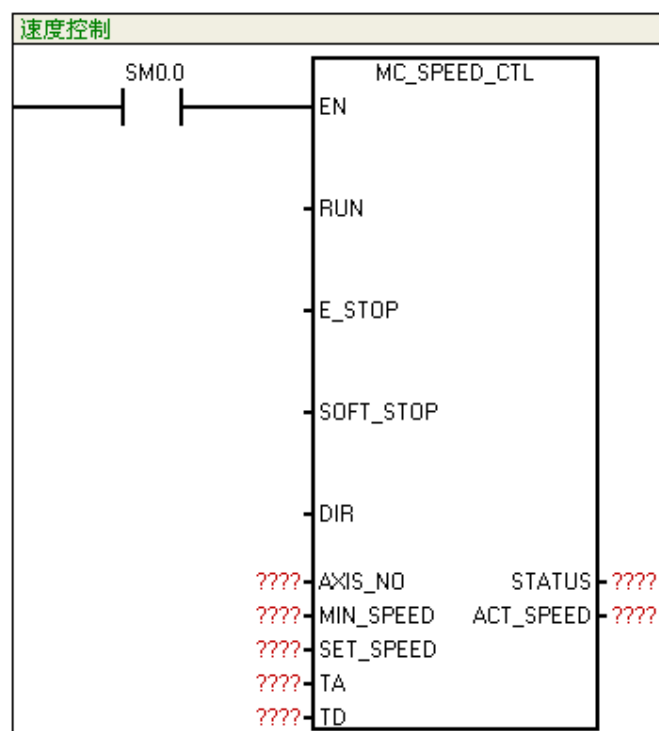 速度控制
SM0.0
MC_SPEED_CTL
EN
RUN
E_STOP
SOFT_STOP
DIR
???? AXIS_NO STATUS ????
???? MIN_SPEED ACT_SPEED ????
???? SET_SPEED
???? TA
???? TD